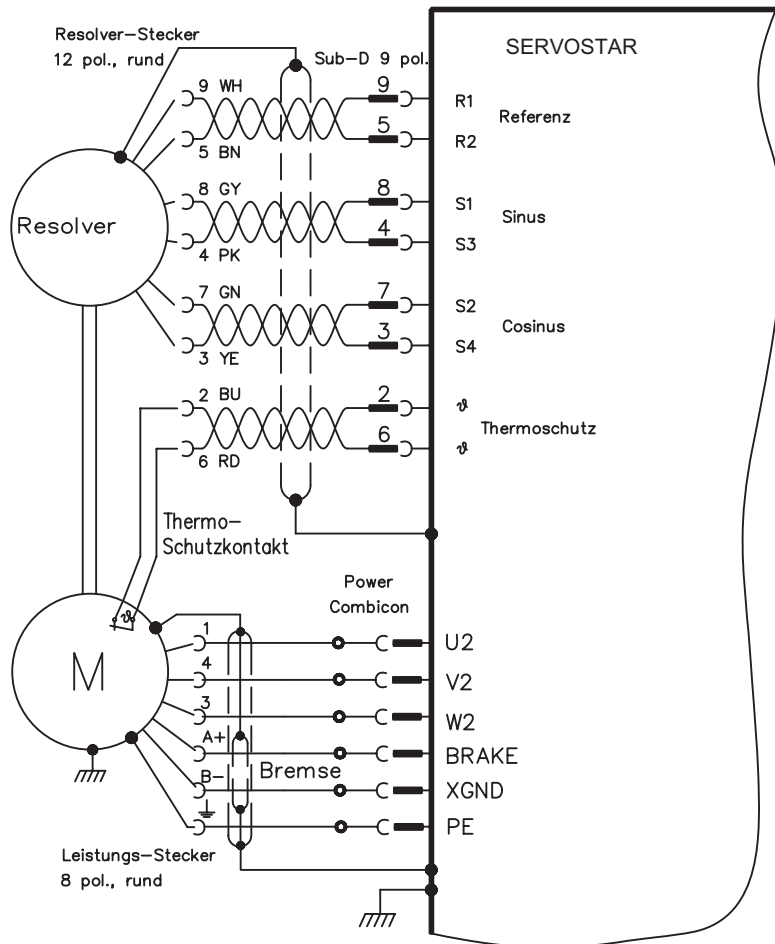 Resolver-Stecker
12 pol., rund
Sub-D 9 pol.
SERVOSTAR
9 WH 9 R1
Referenz
5 BN 5 R2
8 GY 8 S1
Resolver
Sinus
4 PK 4 S3
7 GN 7 S2
Cosinus
3 YE 3 S4
2 BU 2 ϑ
Thermoschutz
6 RD 6 ϑ
Thermo-
Schutzkontakt
Power
Combicon
ϑ
1 U2
M
4 V2
3 W2
A+ BRAKE
Bremse
B- XGND
PE
Leistungs-Stecker
8 pol., rund